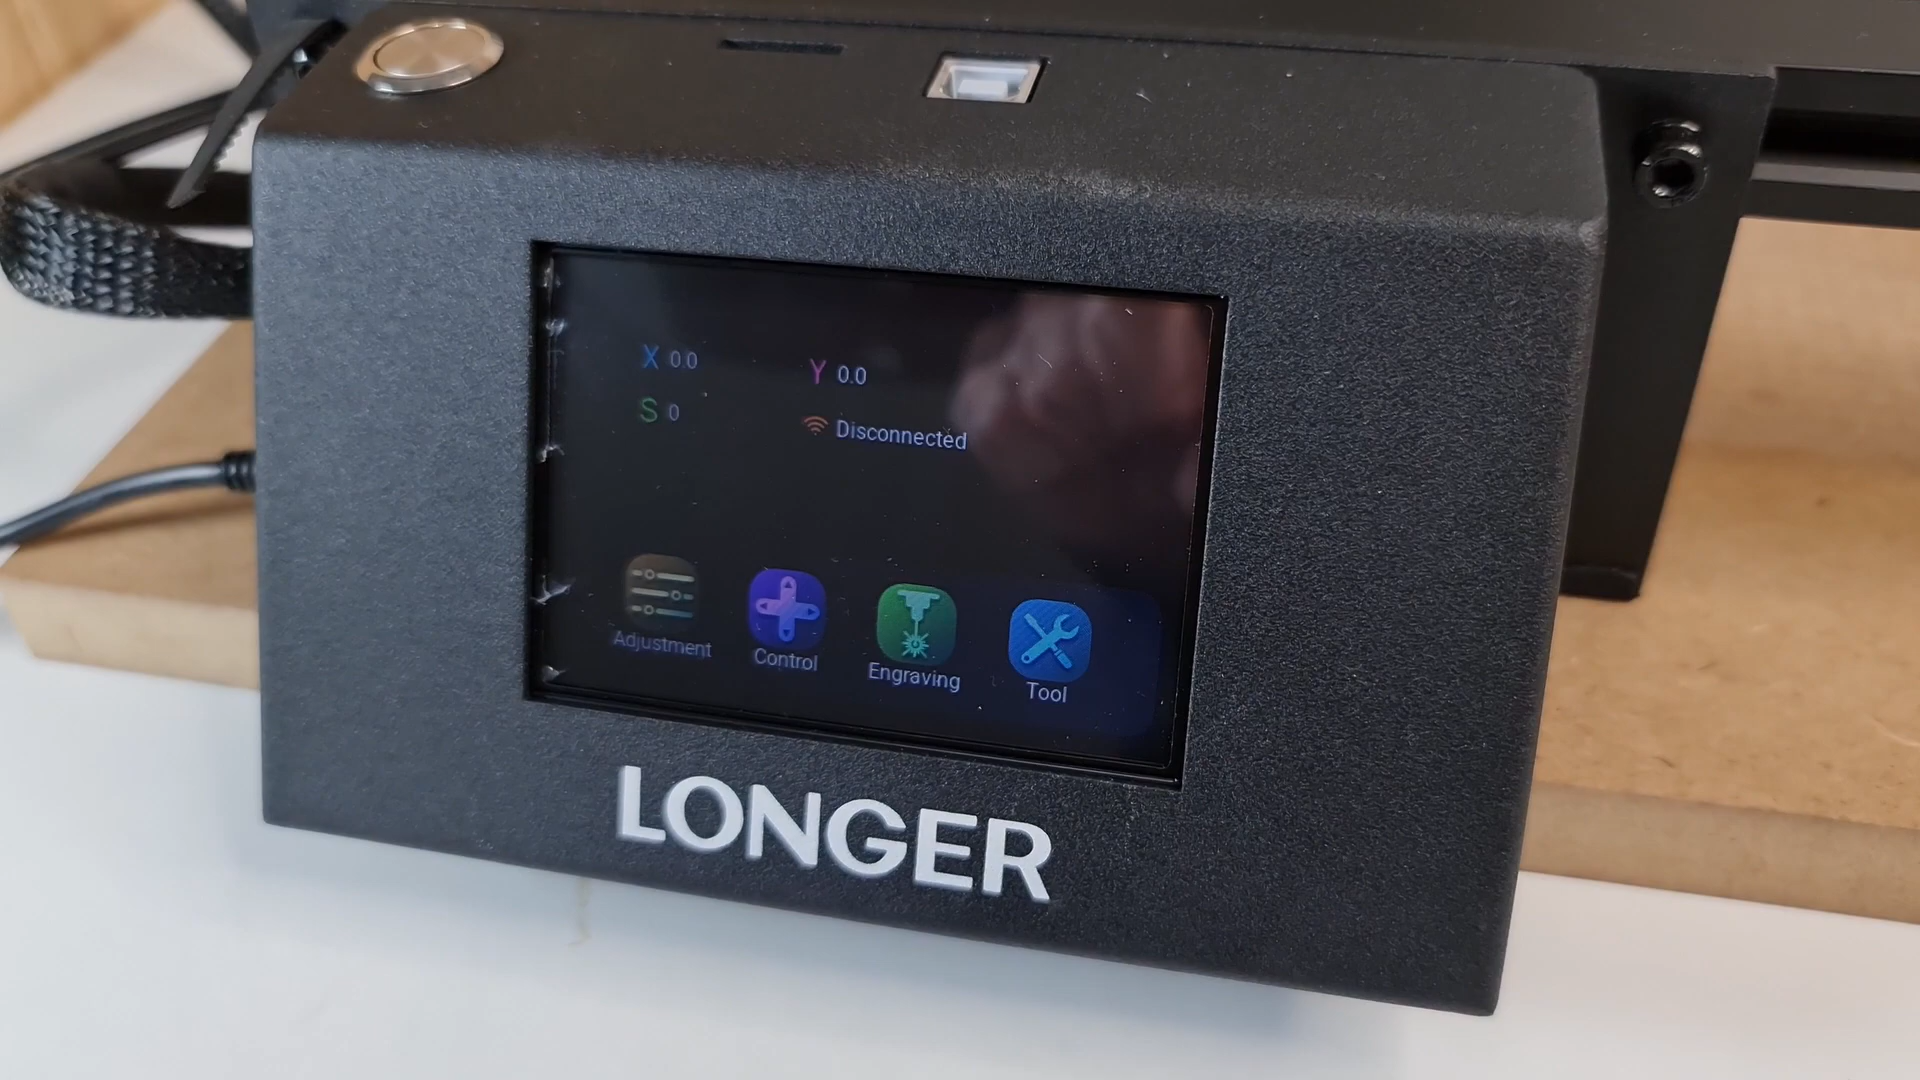 X 0.0 Y 0.0
S 0 Disconnected
Adjustment Control Engraving Tool
LONGER